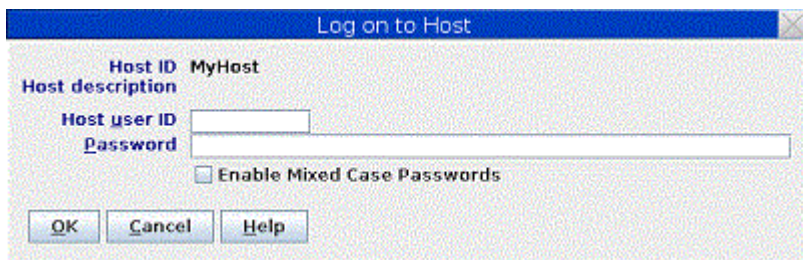 Log on to Host
Host ID MyHost
Host description
Host user ID
Password
Enable Mixed Case Passwords
OK Cancel Help